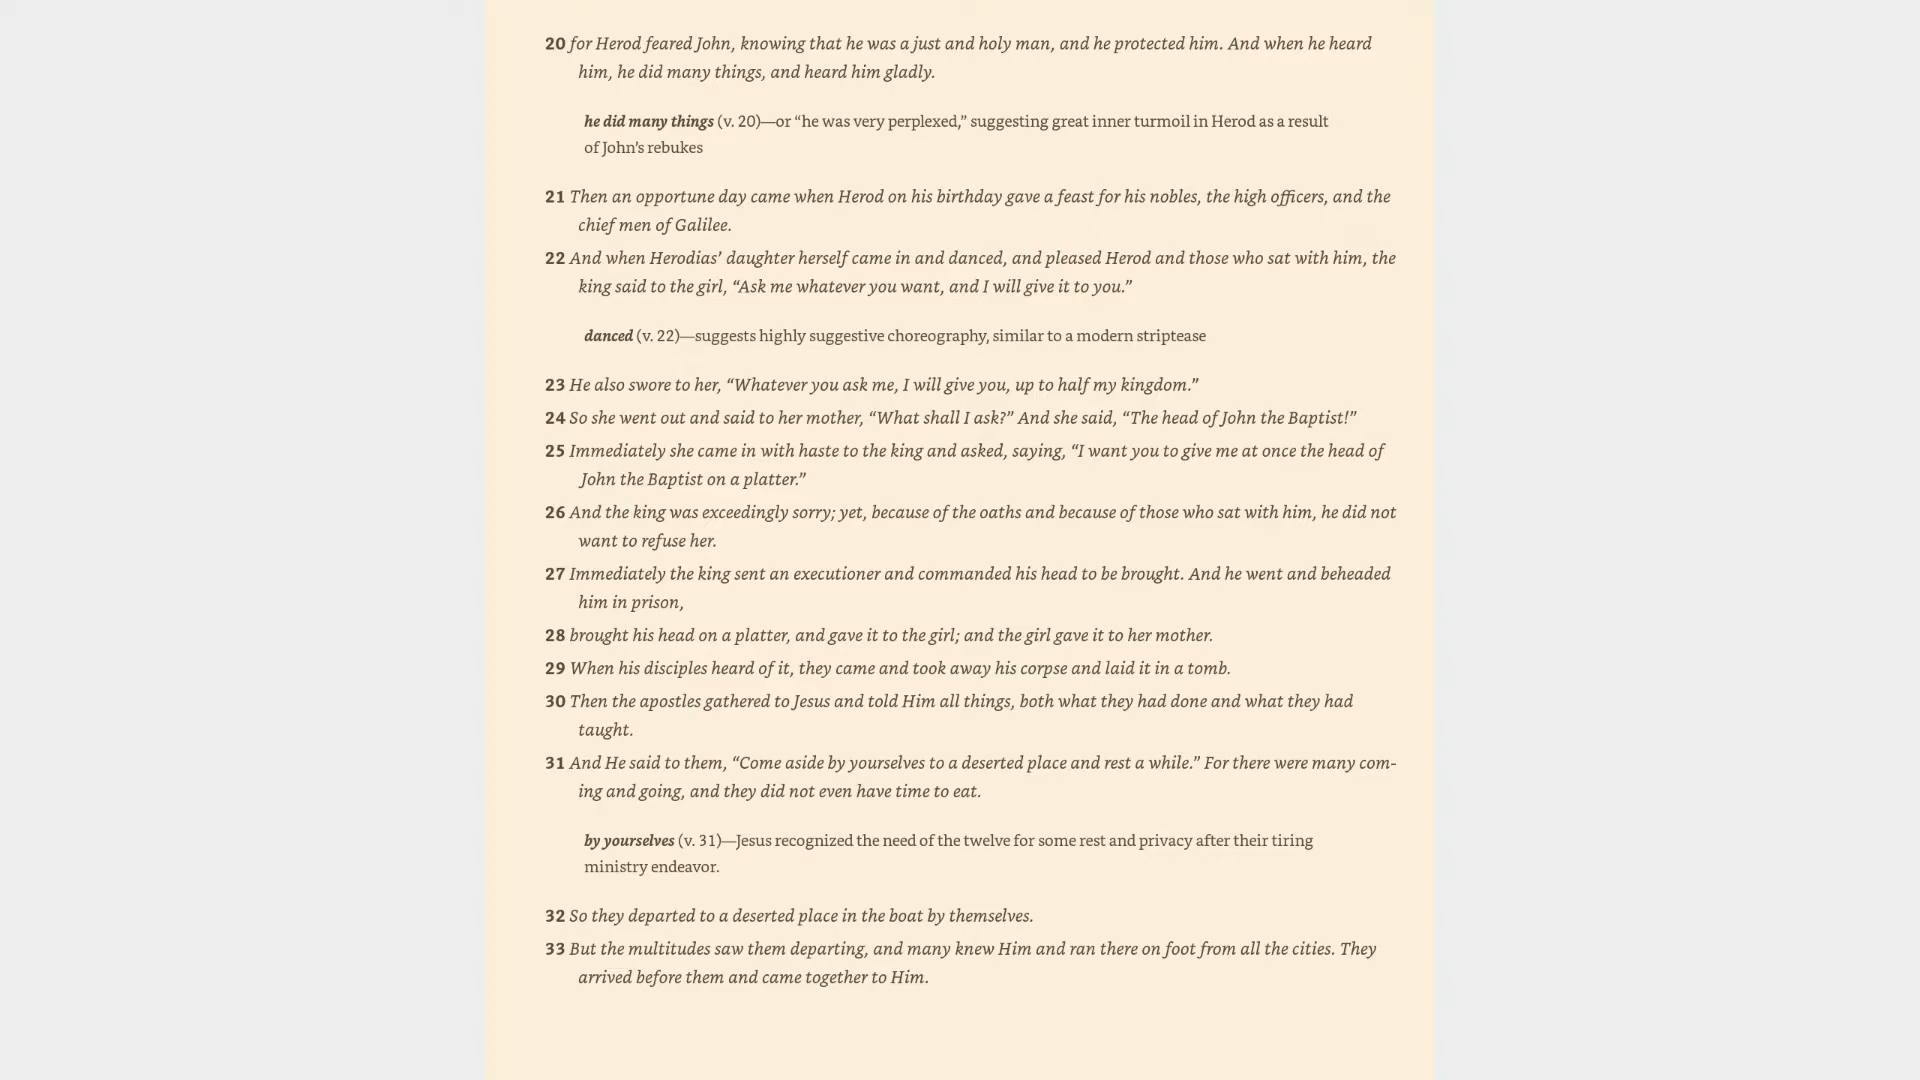 20 for Herod feared John, knowing that he was a just and holy man, and he protected him. And when he heard
him, he did many things, and heard him gladly.
he did many things (v. 20)—or “he was very perplexed,” suggesting great inner turmoil in Herod as a result
of John’s rebukes
21 Then an opportune day came when Herod on his birthday gave a feast for his nobles, the high officers, and the
chief men of Galilee.
22 And when Herodias’ daughter herself came in and danced, and pleased Herod and those who sat with him, the
king said to the girl, “Ask me whatever you want, and I will give it to you.”
danced (v. 22)—suggests highly suggestive choreography, similar to a modern striptease
23 He also swore to her, “Whatever you ask me, I will give you, up to half my kingdom.”
24 So she went out and said to her mother, “What shall I ask?” And she said, “The head of John the Baptist!”
25 Immediately she came in with haste to the king and asked, saying, “I want you to give me at once the head of
John the Baptist on a platter.”
26 And the king was exceedingly sorry; yet, because of the oaths and because of those who sat with him, he did not
want to refuse her.
27 Immediately the king sent an executioner and commanded his head to be brought. And he went and beheaded
him in prison,
28 brought his head on a platter, and gave it to the girl; and the girl gave it to her mother.
29 When his disciples heard of it, they came and took away his corpse and laid it in a tomb.
30 Then the apostles gathered to Jesus and told Him all things, both what they had done and what they had
taught.
31 And He said to them, “Come aside by yourselves to a deserted place and rest a while.” For there were many com-
ing and going, and they did not even have time to eat.
by yourselves (v. 31)—Jesus recognized the need of the twelve for some rest and privacy after their tiring
ministry endeavor.
32 So they departed to a deserted place in the boat by themselves.
33 But the multitudes saw them departing, and many knew Him and ran there on foot from all the cities. They
arrived before them and came together to Him.